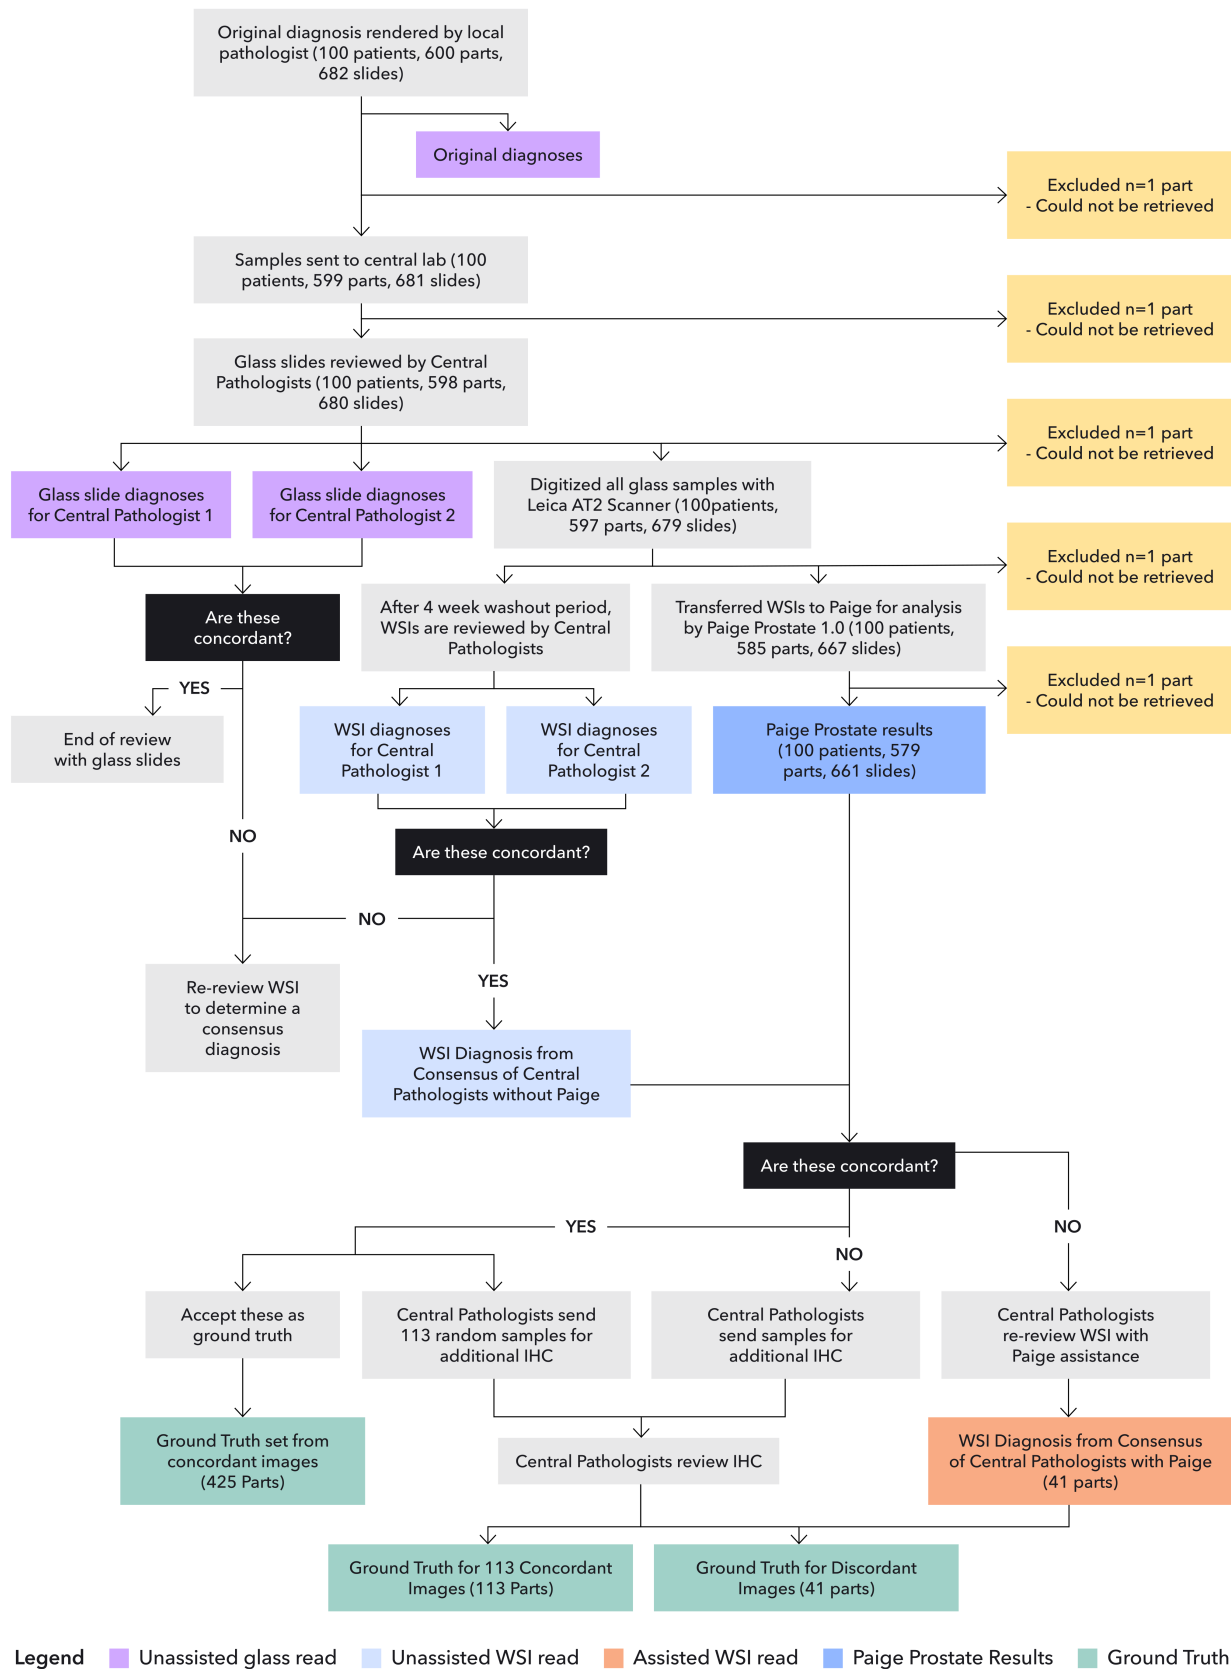 Original diagnosis rendered by local
pathologist (100 patients, 600 parts,
682 slides)
Original diagnoses
Excluded n=1 part
- Could not be retrieved
Samples sent to central lab (100
patients, 599 parts, 681 slides)
Excluded n=1 part
- Could not be retrieved
Glass slides reviewed by Central
Pathologists (100 patients, 598 parts,
680 slides)
Excluded n=1 part
- Could not be retrieved
Glass slide diagnoses
for Central Pathologist 1
Glass slide diagnoses
for Central Pathologist 2
Digitized all glass samples with
Leica AT2 Scanner (100patients,
597 parts, 679 slides)
Excluded n=1 part
- Could not be retrieved
Are these
concordant?
After 4 week washout period,
WSIs are reviewed by Central
Pathologists
Transferred WSIs to Paige for analysis
by Paige Prostate 1.0 (100 patients,
585 parts, 667 slides)
Excluded n=1 part
- Could not be retrieved
YES
End of review
with glass slides
WSI diagnoses
for Central
Pathologist 1
WSI diagnoses
for Central
Pathologist 2
Paige Prostate results
(100 patients, 579
parts, 661 slides)
NO
Are these concordant?
NO
YES
Re-review WSI
to determine a
consensus
diagnosis
WSI Diagnosis from
Consensus of Central
Pathologists without Paige
Are these concordant?
YES
NO
NO
Accept these as
ground truth
Central Pathologists send
113 random samples for
additional IHC
Central Pathologists
send samples for
additional IHC
Central Pathologists
re-review WSI with
Paige assistance
Ground Truth set from
concordant images
(425 Parts)
Central Pathologists review IHC
WSI Diagnosis from Consensus
of Central Pathologists with Paige
(41 parts)
Ground Truth for 113 Concordant
Images (113 Parts)
Ground Truth for Discordant
Images (41 parts)
Legend
Unassisted glass read
Unassisted WSI read
Assisted WSI read
Paige Prostate Results
Ground Truth